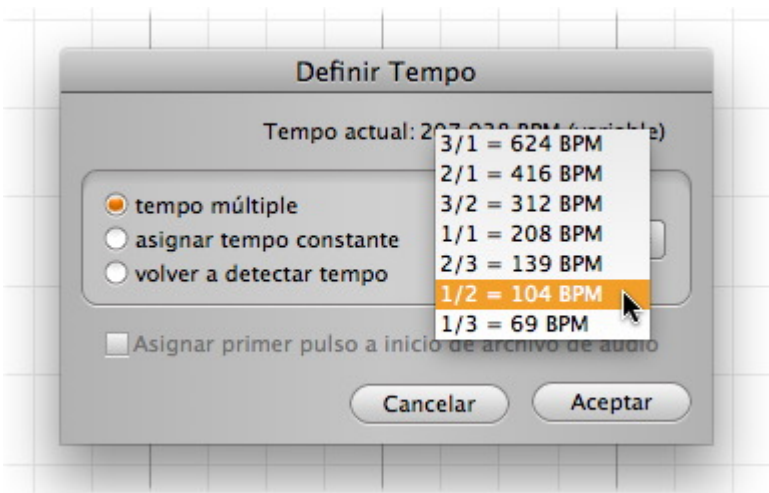 Definir Tempo
Tempo actual:
3/1 = 624 BPM
2/1 = 416 BPM
3/2 = 312 BPM
1/1 = 208 BPM
2/3 = 139 BPM
1/2 = 104 BPM
1/3 = 69 BPM
tempo múltiple
asignar tempo constante
volver a detectar tempo
Asignar primer pulso a inicio de archivo de audio
Cancelar
Aceptar